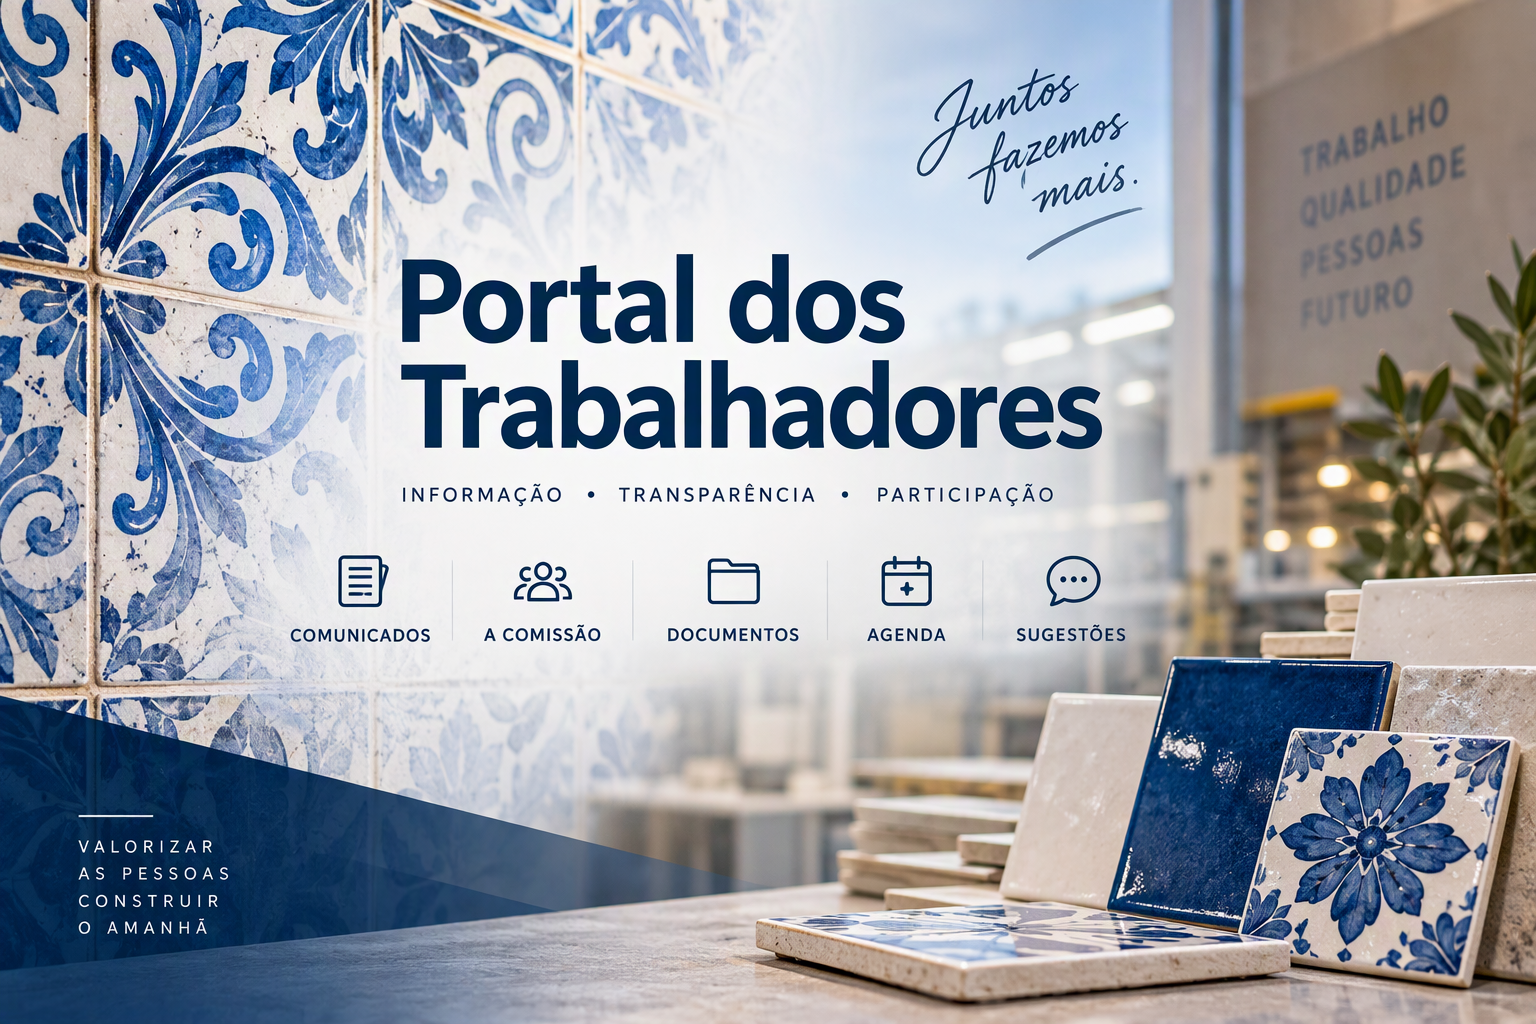 Juntos
fazemos
mais.
TRABALHO
QUALIDADE
PESSOAS
FUTURO
Portal dos
Trabalhadores
INFORMAÇÃO • TRANSPARÊNCIA • PARTICIPAÇÃO
COMUNICADOS
A COMISSÃO
DOCUMENTOS
AGENDA
SUGESTÕES
VALORIZAR
AS PESSOAS
CONSTRUIR
O AMANHÃ